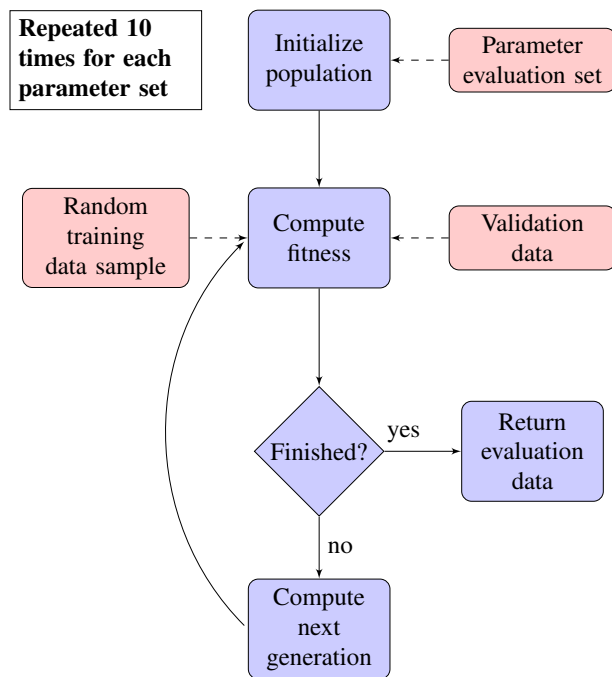 Repeated 10
times for each
parameter set
Initialize
population
Parameter
evaluation set
Random
training
data sample
Compute
fitness
Validation
data
Finished?
yes
Return
evaluation
data
no
Compute
next
generation